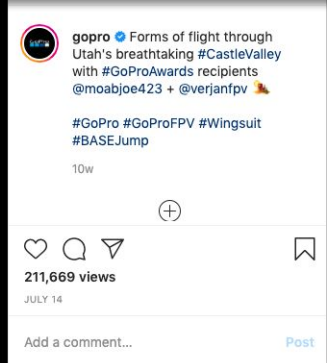 gopro Forms of flight through
Utah's breathtaking #CastleValley
with #GoProAwards recipients
@moabjoe423 + @verjanfpv
#GoPro #GoProFPV #Wingsuit
#BASEJump
10w
211,669 views
JULY 14
Add a comment... Post